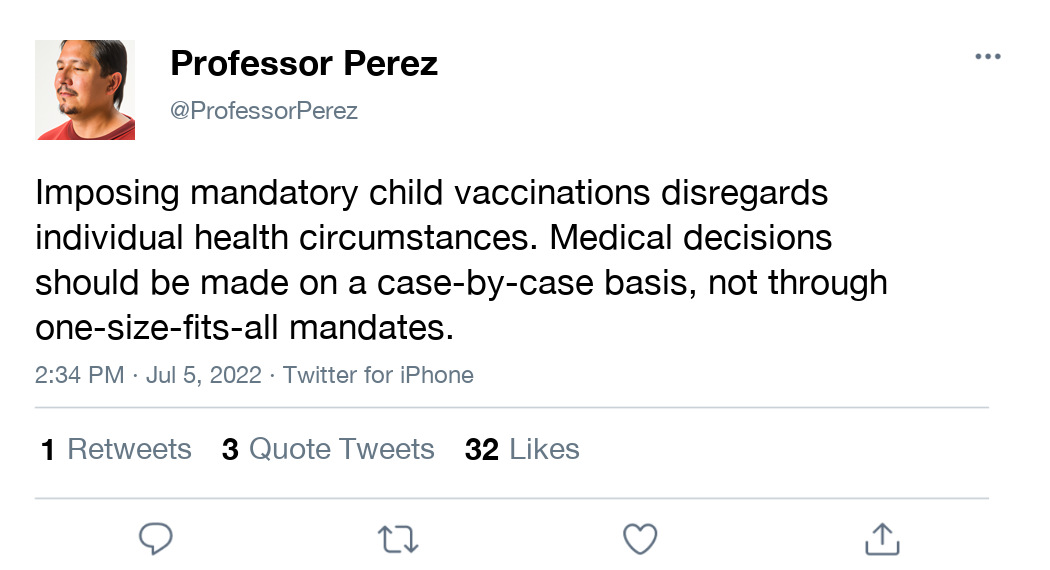 Professor Perez
@ProfessorPerez
Imposing mandatory child vaccinations disregards
individual health circumstances. Medical decisions
should be made on a case-by-case basis, not through
one-size-fits-all mandates.
2:34 PM · Jul 5, 2022 · Twitter for iPhone
1 Retweets 3 Quote Tweets 32 Likes